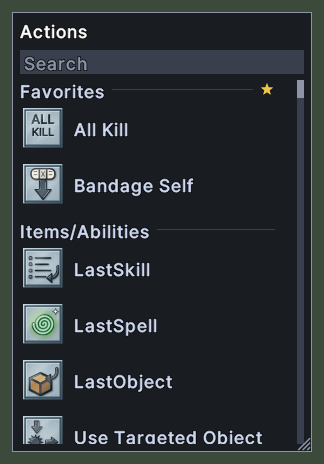 Actions
Search
Favorites
ALL
KILL
All Kill
Bandage Self
Items/Abilities
LastSkill
LastSpell
LastObject
Use Targeted Object